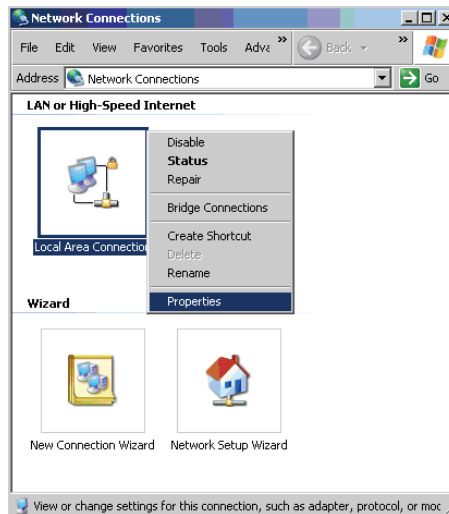 Network Connections
File Edit View Favorites Tools Adva » Back »
Address Network Connections Go
LAN or High-Speed Internet
Disable
Status
Repair
Bridge Connections
Create Shortcut
Delete
Rename
Properties
Local Area Connection
Wizard
New Connection Wizard Network Setup Wizard
View or change settings for this connection, such as adapter, protocol, or moc